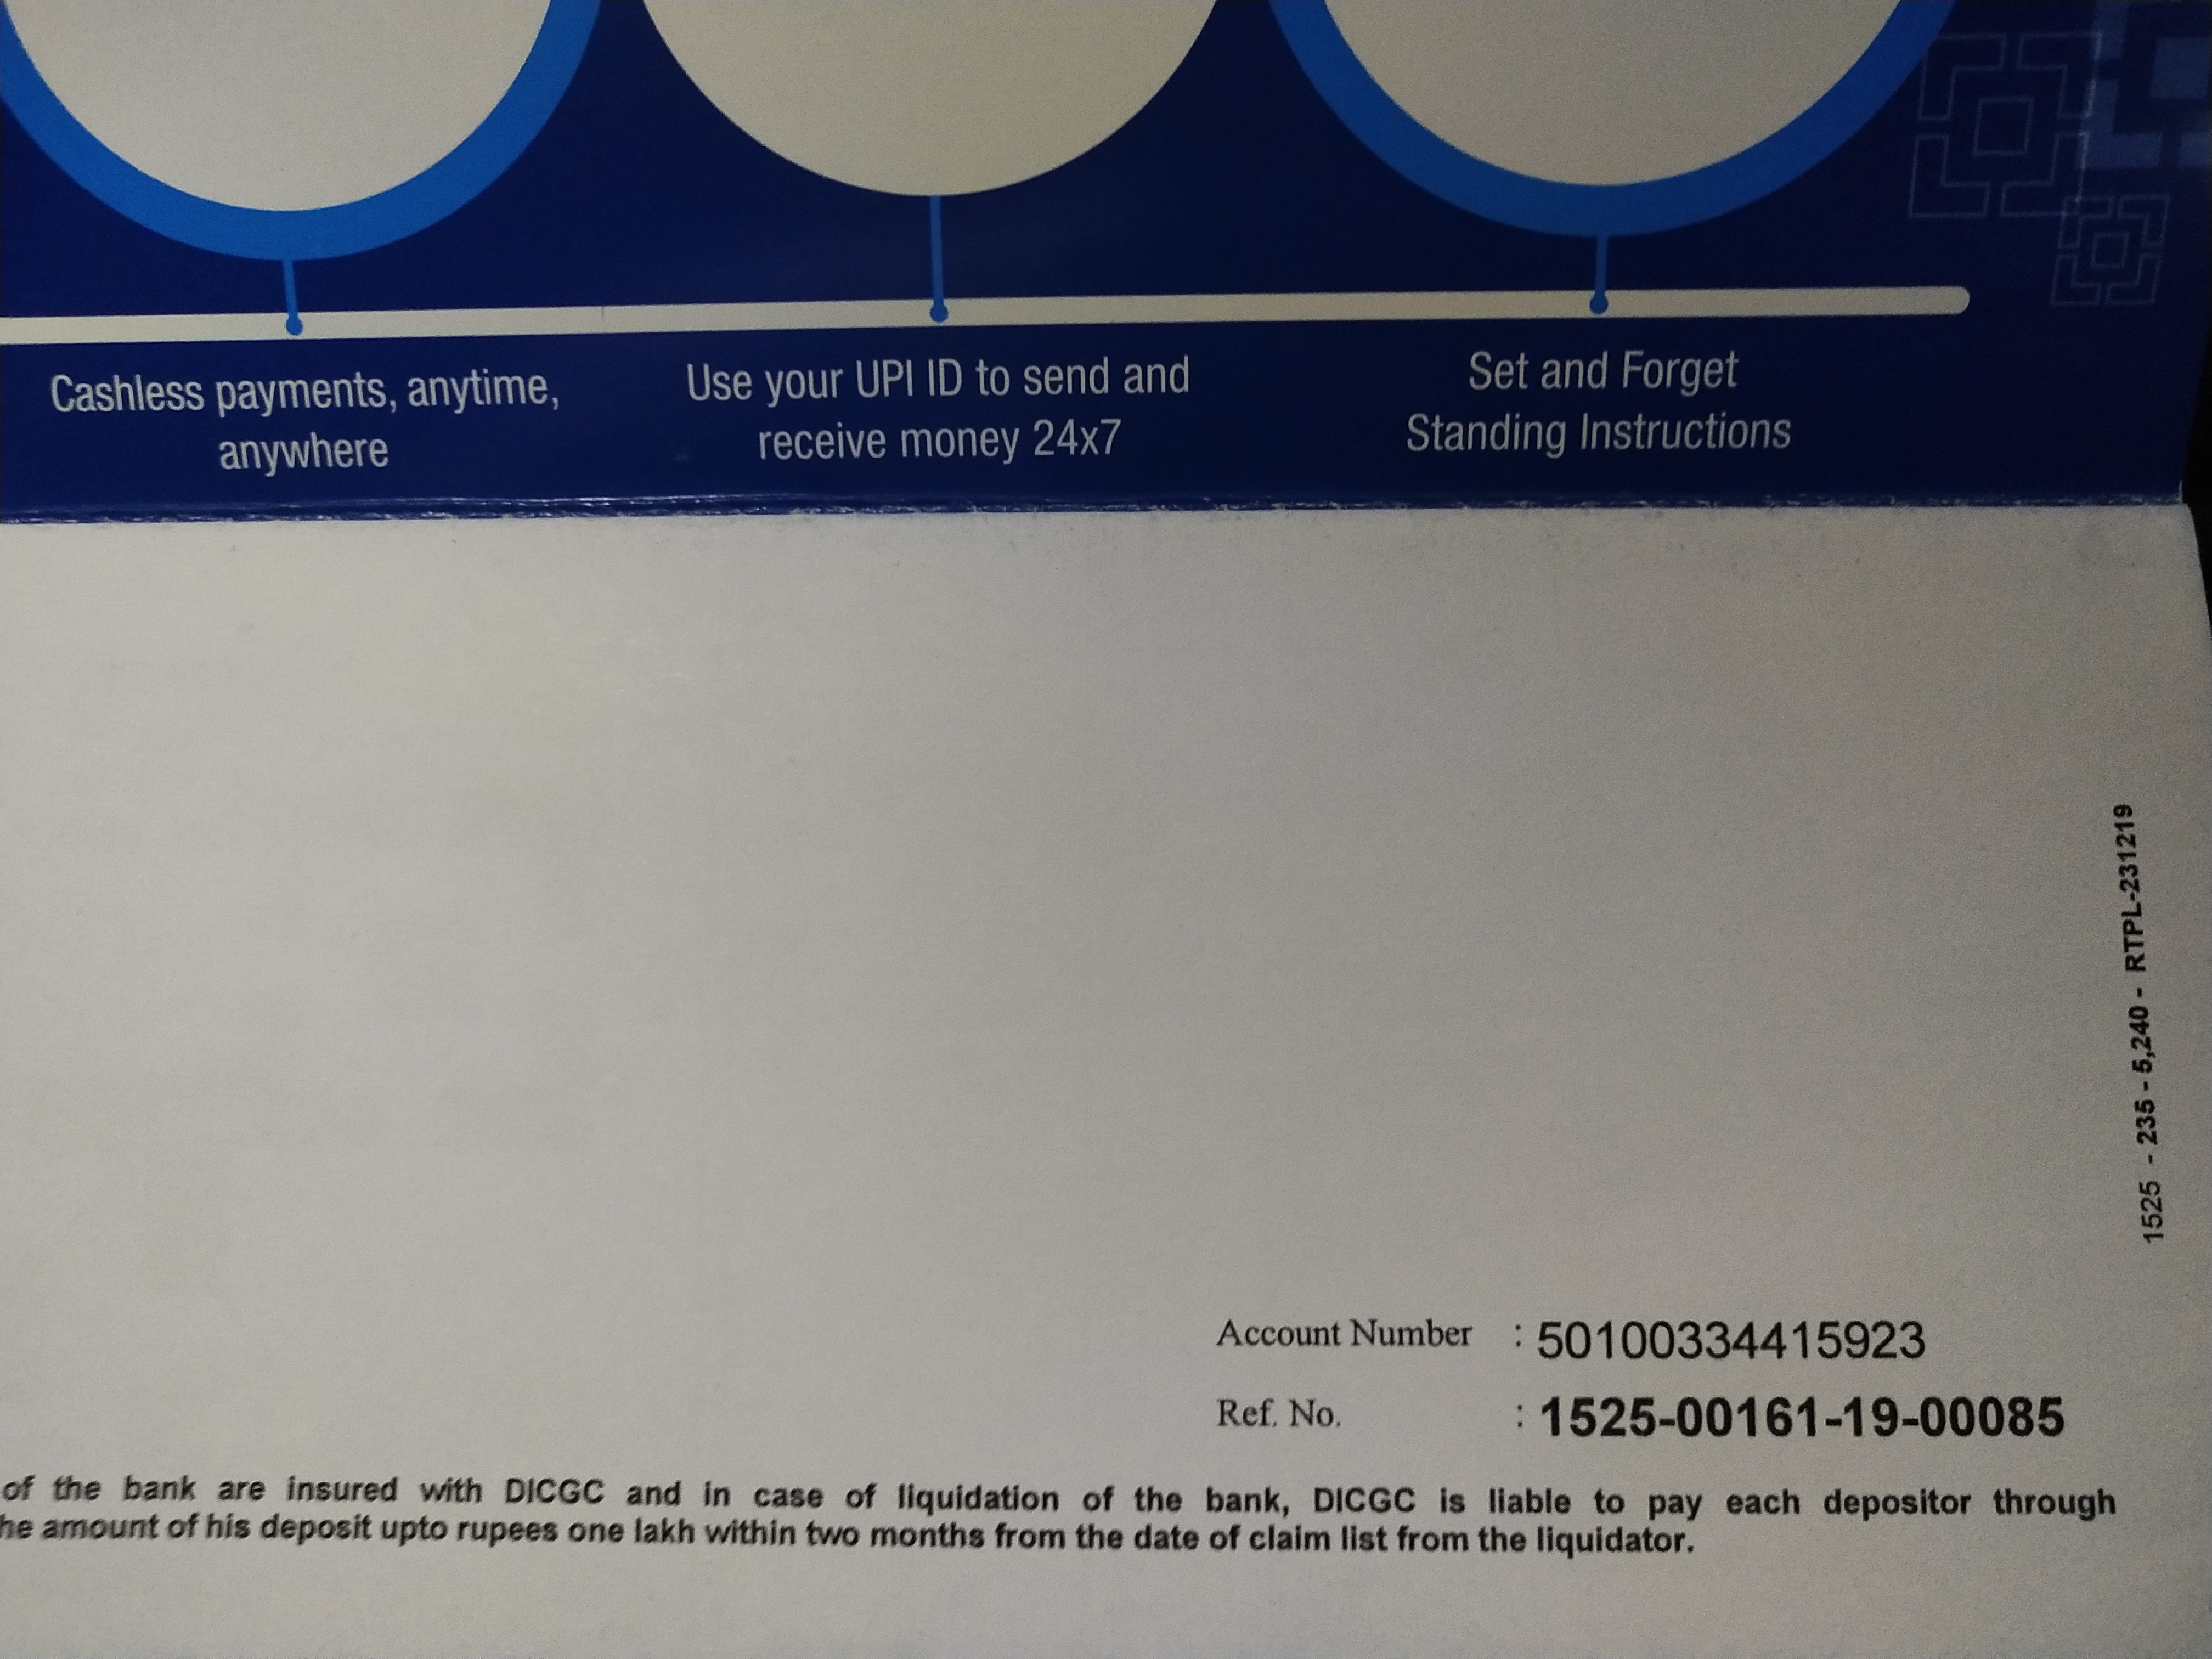 Cashless payments, anytime,
anywhere
Use your UPI ID to send and
receive money 24x7
Set and Forget
Standing Instructions
1525 - 235 - 5,240 - RTPL-231219
Account Number : 50100334415923
Ref. No. : 1525-00161-19-00085
of the bank are insured with DICGC and in case of liquidation of the bank, DICGC is liable to pay each depositor through
he amount of his deposit upto rupees one lakh within two months from the date of claim list from the liquidator.